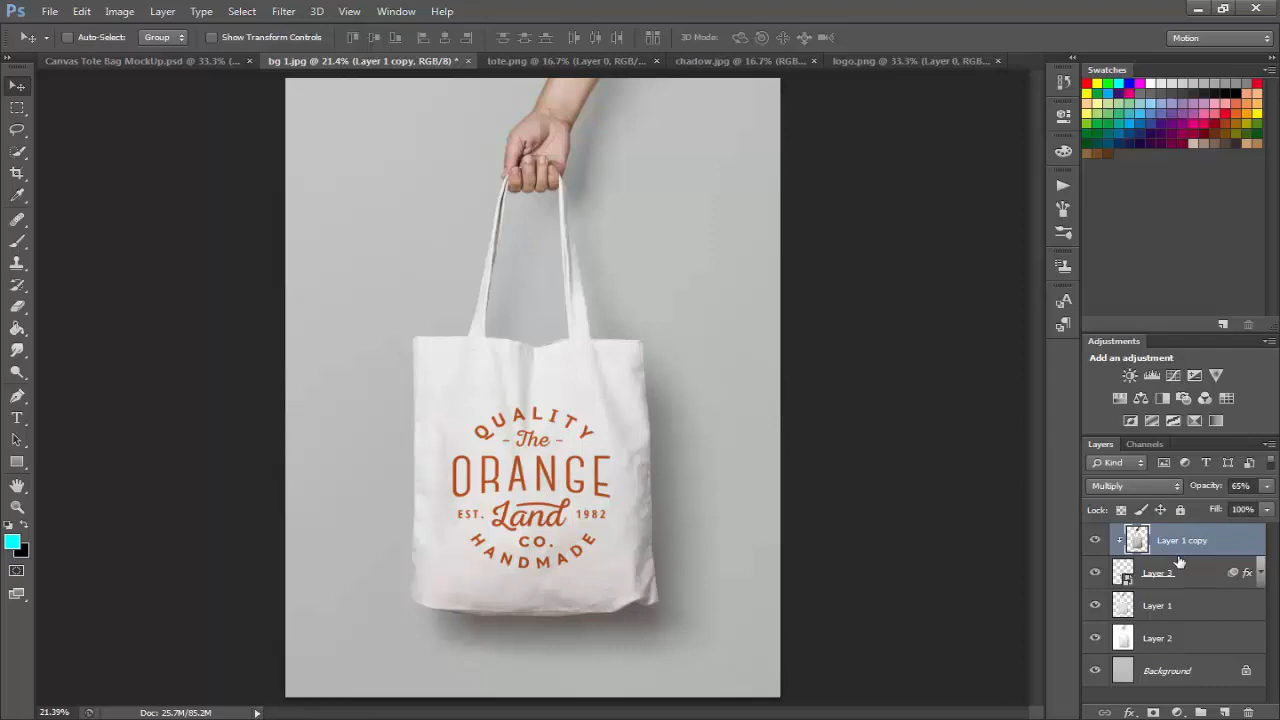 Ps File Edit Image Layer Type Select Filter 3D View Window Help
Auto-Select: Group Show Transform Controls 3D Mode: Motion
Canvas Tote Bag MockUp.psd @ 33.3% (... × bg 1.jpg @ 21.4% (Layer 1 copy, RGB/8) * × tote.png @ 16.7% (Layer 0, RGB/8... × chadow.jpg @ 16.7% (RGB... × logo.png @ 33.3% (Layer 0, RGB/8... ×
Swatches
QUALITY
- The -
ORANGE
EST. Land 1982
CO.
HANDMADE
Adjustments
Add an adjustment
Layers Channels
Kind
Multiply Opacity: 65%
Lock: Fill: 100%
Layer 1 copy
Layer 3 fx
Layer 1
Layer 2
Background
21.39% Doc: 25.7M/85.2M
fx